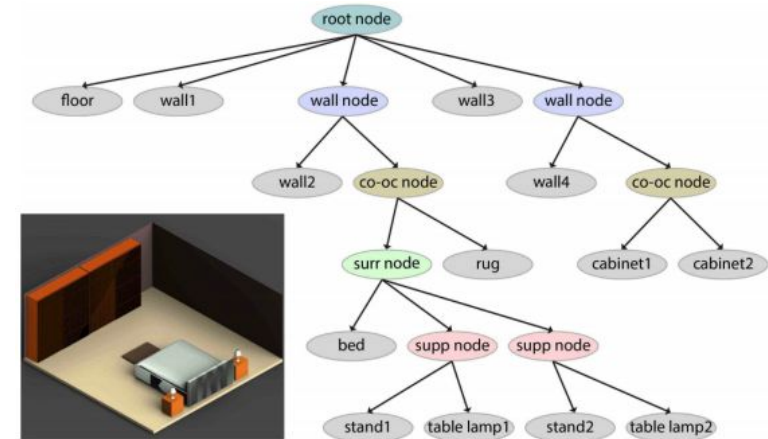 root node
floor
wall1
wall node
wall3
wall node
wall2
co-oc node
wall4
co-oc node
surr node
rug
cabinet1
cabinet2
bed
supp node
supp node
stand1
table lamp1
stand2
table lamp2